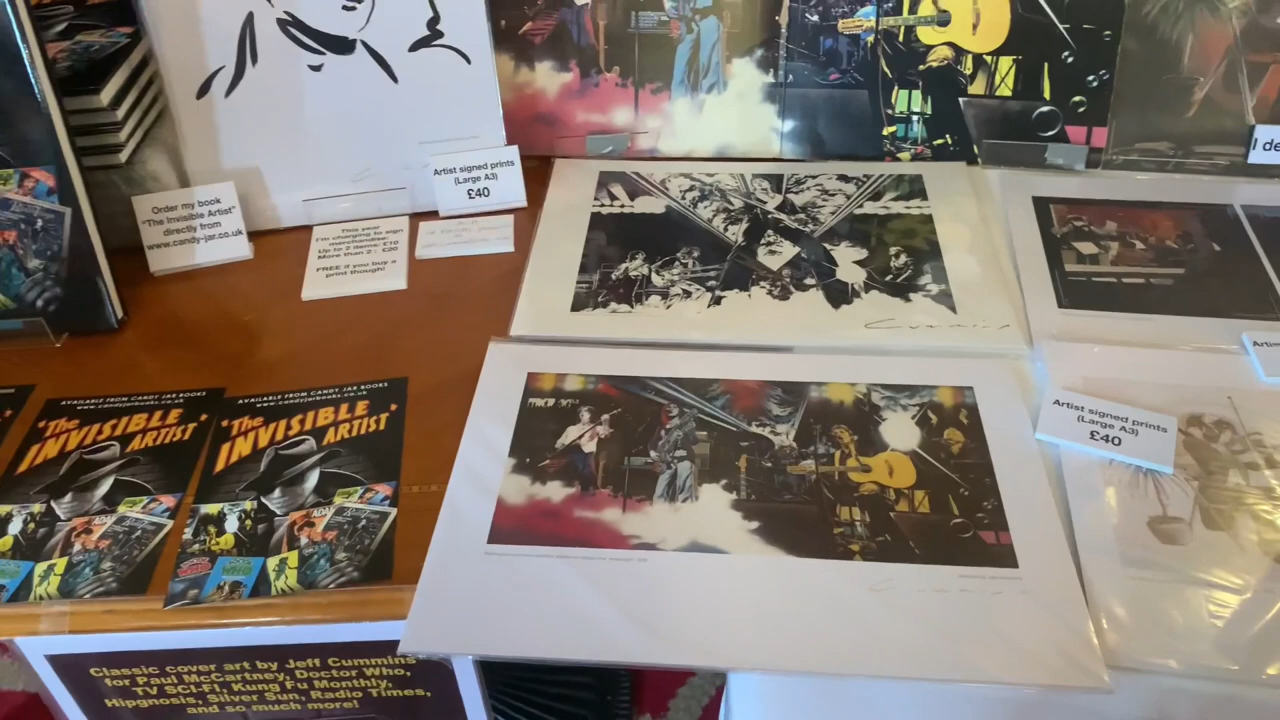 Order my book
"The Invisible Artist"
directly from
www.candy-jar.co.uk
This year
I'm charging to sign
merchandise:
Up to 2 items: £10
More than 2 : £20
FREE if you buy a
print though!
Artist signed prints
(Large A3)
£40
I de
Artist signed prints
(Large A3)
£40
AVAILABLE FROM CANDY JAR BOOKS
www.candyjarbooks.co.uk
'The
INVISIBLE
ARTIST'
AVAILABLE FROM CANDY JAR BOOKS
www.candyjarbooks.co.uk
'The
INVISIBLE
ARTIST'
Cummins
Classic cover art by Jeff Cummins
for Paul McCartney, Doctor Who,
TV SCI-FI, Kung Fu Monthly,
Hipgnosis, Silver Sun, Radio Times,
and so much more!